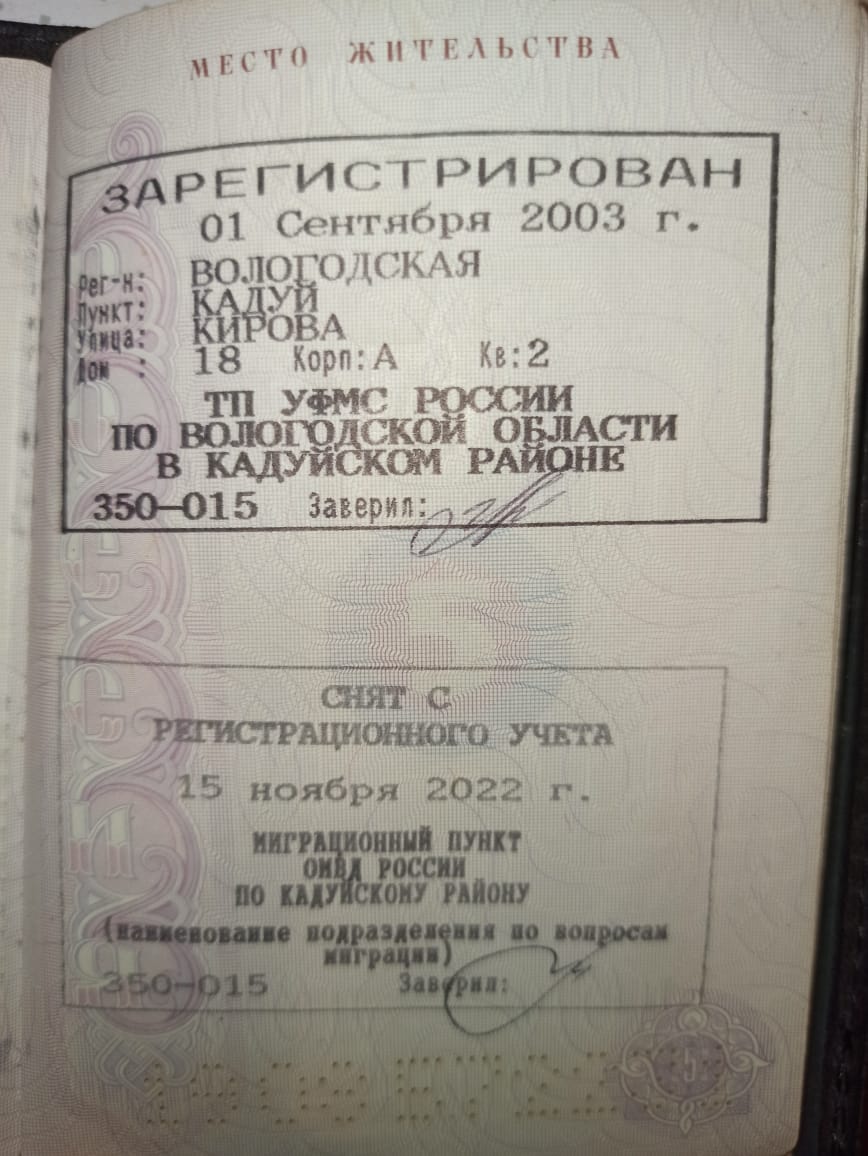 МЕСТО ЖИТЕЛЬСТВА
ЗАРЕГИСТРИРОВАН
01 Сентября 2003 г.
Рег-н: ВОЛОГОДСКАЯ
Пункт: КАДУЙ
Улица: КИРОВА
Дом : 18 Корп: А Кв: 2
ТП УФМС РОССИИ
ПО ВОЛОГОДСКОЙ ОБЛАСТИ
В КАДУЙСКОМ РАЙОНЕ
350-015 Заверил:
СНЯТ С
РЕГИСТРАЦИОННОГО УЧЕТА
15 ноября 2022 г.
МИГРАЦИОННЫЙ ПУНКТ
ОМВД РОССИИ
ПО КАДУЙСКОМУ РАЙОНУ
(наименование подразделения по вопросам
миграции)
350-015 Заверил:
5